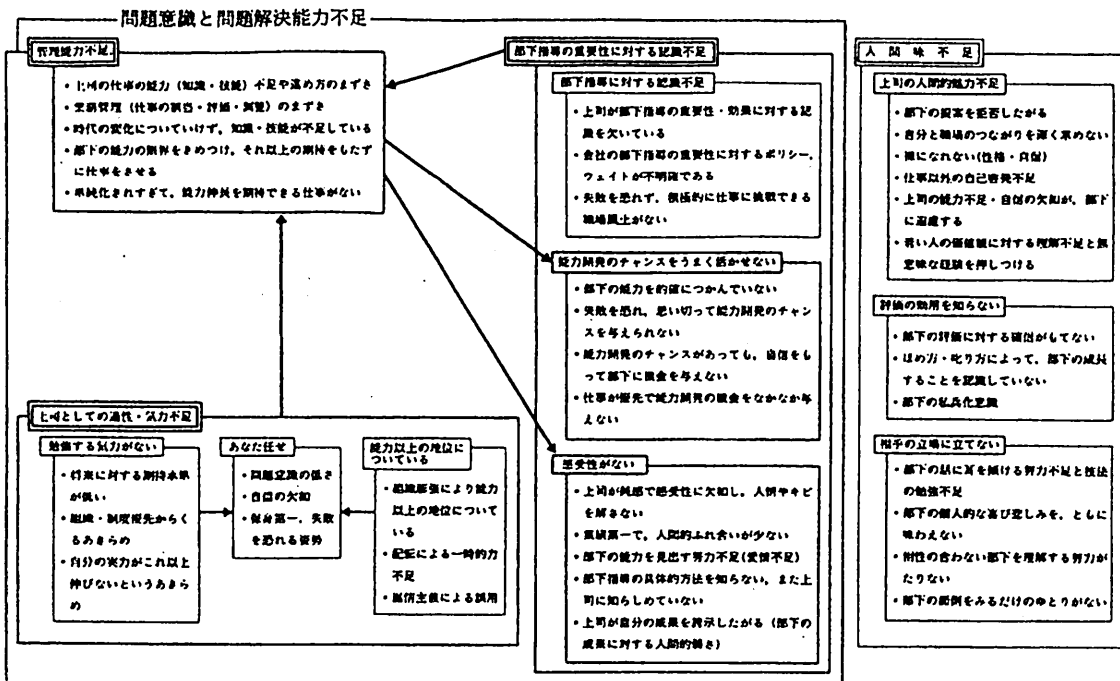 問題意識と問題解決能力不足
管理能力不足
・上司の仕事の能力(知識・技能)不足や進め方のまずさ
・業務管理(仕事の割当・評価・調整)のまずさ
・時代の変化についていけず,知識・技能が不足している
・部下の能力の限界をきめつけ,それ以上の期待をもたず
に仕事をさせる
・単純化されすぎて,能力伸長を期待できる仕事がない
上司としての適性・気力不足
勉強する気力がない
・将来に対する期待水準
が低い
・組織・制度優先からく
るあきらめ
・自分の実力がこれ以上
伸びないというあきら
め
あなた任せ
・問題意識の低さ
・自信の欠如
・保身第一,失敗
を恐れる姿勢
能力以上の地位に
ついている
・組織膨張により能力
以上の地位について
いる
・配転による一時的力
不足
・温情主義による誤用
部下指導の重要性に対する認識不足
部下指導に対する認識不足
・上司が部下指導の重要性・効果に対する認
識を欠いている
・会社の部下指導の重要性に対するポリシー,
ウェイトが不明確である
・失敗を恐れず,積極的に仕事に挑戦できる
職場風土がない
能力開発のチャンスをうまく活かせない
・部下の能力を的確につかんでいない
・失敗を恐れ,思い切って能力開発のチャン
スを与えられない
・能力開発のチャンスがあっても,自信をも
って部下に機会を与えない
・仕事が優先で能力開発の機会をなかなか与
えない
感受性がない
・上司が鈍感で感受性に欠如し,人情やキビ
を解さない
・業績第一で,人間的ふれ合いが少ない
・部下の能力を見出す努力不足(愛情不足)
・部下指導の具体的方法を知らない,また上
司に知らしめていない
・上司が自分の成果を誇示したがる(部下の
成果に対する人間的弱さ)
人間味不足
上司の人間的魅力不足
・部下の提案を拒否したがる
・自分と職場のつながりを深く求めない
・裸になれない(性格・自信)
・仕事以外の自己啓発不足
・上司の能力不足・自信の欠如が,部下
に遠慮する
・若い人の価値観に対する理解不足と無
意味な経験を押しつける
評価の効用を知らない
・部下の評価に対する確信がもてない
・ほめ方・叱り方によって,部下の成長
することを認識していない
・部下の私兵化意識
相手の立場に立てない
・部下の話に耳を傾ける努力不足と技法
の勉強不足
・部下の個人的な喜び悲しみを,ともに
味わえない
・相性の合わない部下を理解する努力が
たりない
・部下の面倒をみるだけのゆとりがない